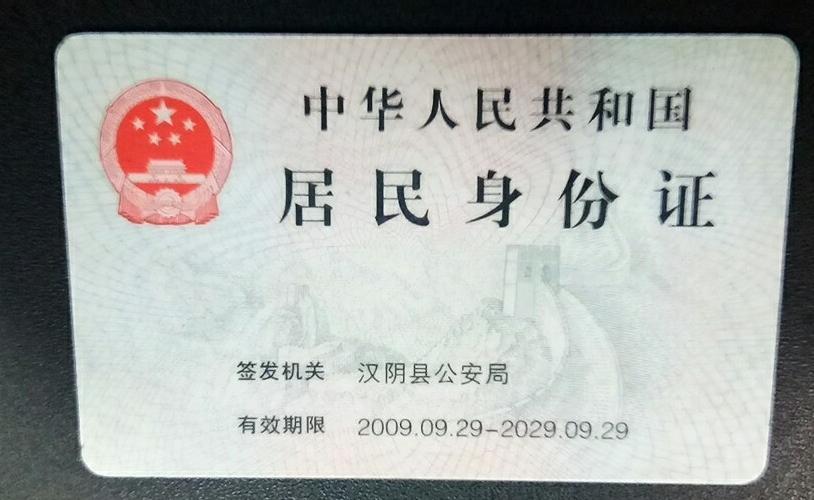 中华人民共和国
居民身份证
签发机关 汉阴县公安局
有效期限 2009.09.29-2029.09.29